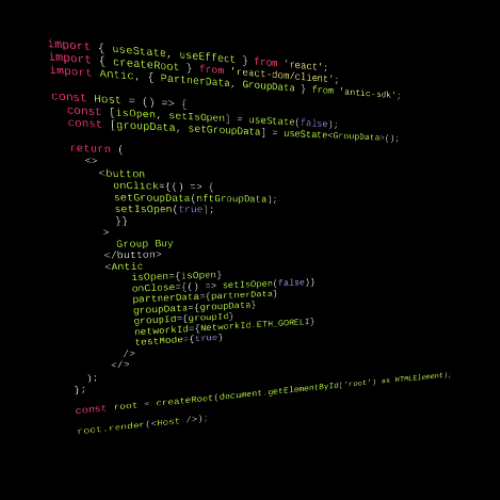 import { useState, useEffect } from 'react';
import { createRoot } from 'react-dom/client';
import Antic, { PartnerData, GroupData } from 'antic-sdk';
const Host = () => {
const [isOpen, setIsOpen] = useState(false);
const [groupData, setGroupData] = useState<GroupData>();
return (
<>
<button
onClick={() => {
setGroupData(nftGroupData);
setIsOpen(true);
}}
>
Group Buy
</button>
<Antic
isOpen={isOpen}
onClose={() => setIsOpen(false)}
partnerData={partnerData}
groupData={groupData}
groupId={groupId}
networkId={NetworkId.ETH_GORELI}
testMode={true}
/>
</>
);
};
const root = createRoot(document.getElementById('root') as HTMLElement);
root.render(<Host />);